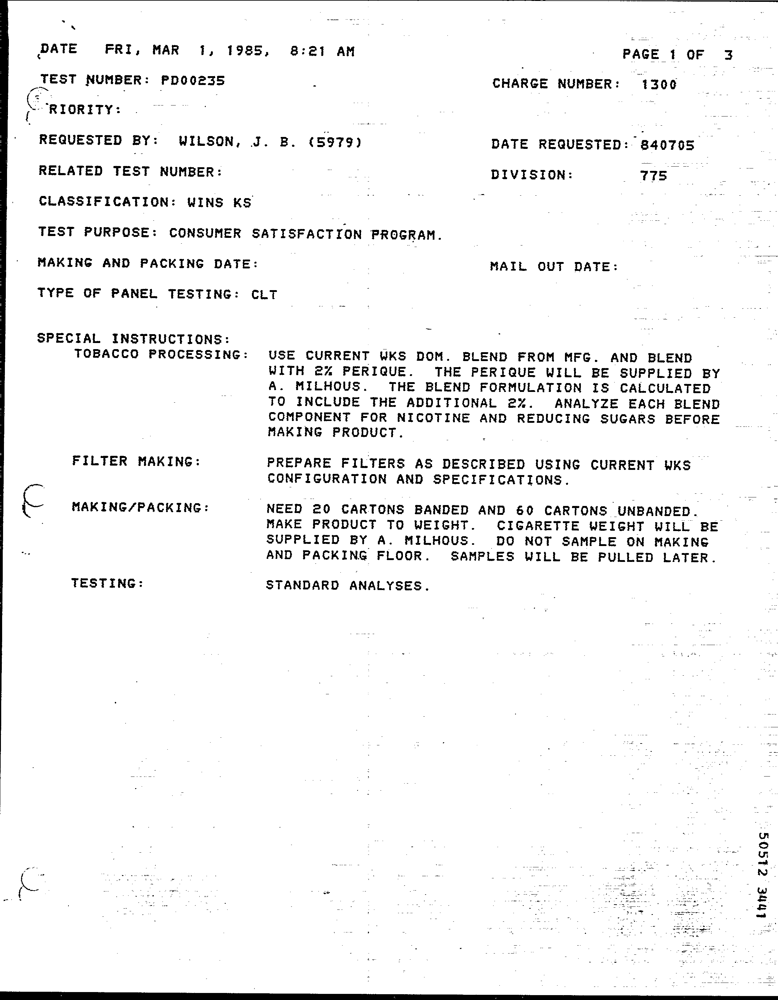 DATE FRI, MAR 1, 1985, 8:21 AM PAGE 1 OF 3
TEST NUMBER: PD00235 CHARGE NUMBER: 1300
RIORITY:
REQUESTED BY: WILSON, J. B. (5979) DATE REQUESTED: 840705
RELATED TEST NUMBER: DIVISION: 775
CLASSIFICATION: WINS KS
TEST PURPOSE: CONSUMER SATISFACTION PROGRAM.
MAKING AND PACKING DATE: MAIL OUT DATE:
TYPE OF PANEL TESTING: CLT
SPECIAL INSTRUCTIONS:
TOBACCO PROCESSING: USE CURRENT WKS DOM. BLEND FROM MFG. AND BLEND
WITH 2% PERIQUE. THE PERIQUE WILL BE SUPPLIED BY
A. MILHOUS. THE BLEND FORMULATION IS CALCULATED
TO INCLUDE THE ADDITIONAL 2%. ANALYZE EACH BLEND
COMPONENT FOR NICOTINE AND REDUCING SUGARS BEFORE
MAKING PRODUCT.
FILTER MAKING: PREPARE FILTERS AS DESCRIBED USING CURRENT WKS
CONFIGURATION AND SPECIFICATIONS.
MAKING/PACKING: NEED 20 CARTONS BANDED AND 60 CARTONS UNBANDED.
MAKE PRODUCT TO WEIGHT. CIGARETTE WEIGHT WILL BE
SUPPLIED BY A. MILHOUS. DO NOT SAMPLE ON MAKING
AND PACKING FLOOR. SAMPLES WILL BE PULLED LATER.
TESTING: STANDARD ANALYSES.
50512 3441